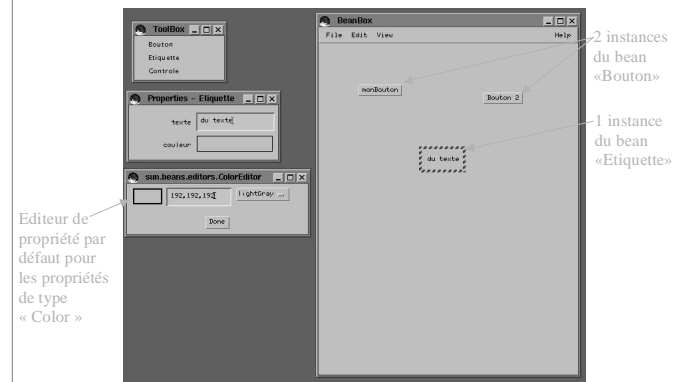 ToolBox
Bouton
Etiquette
Controle
Properties - Etiquette
texte du texte
couleur
sun.beans.editors.ColorEditor
192,192,192 lightGray
Done
Editeur de
propriété par
défaut pour
les propriétés
de type
« Color »
BeanBox
File Edit View Help
monBouton
Bouton 2
du texte
2 instances
du bean
«Bouton»
1 instance
du bean
«Etiquette»